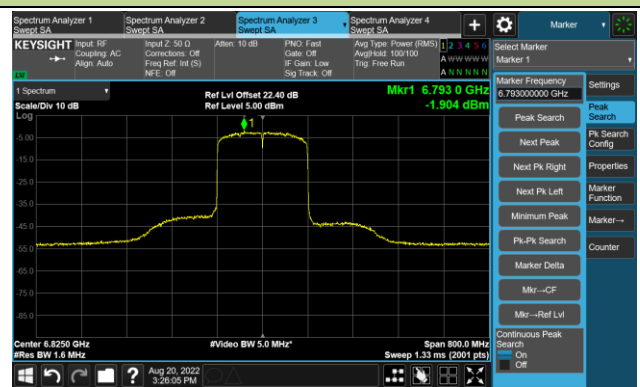 Spectrum Analyzer 1
Swept SA
Spectrum Analyzer 2
Swept SA
Spectrum Analyzer 3
Swept SA
Spectrum Analyzer 4
Swept SA
+
Marker
KEYSIGHT
Input: RF
Coupling: AC
Align: Auto
Input Z: 50 Ω
Corrections: Off
Freq Ref: Int (S)
NFE: Off
Atten: 10 dB
PNO: Fast
Gate: Off
IF Gain: Low
Sig Track: Off
Avg Type: Power (RMS)
Avg|Hold: 100/100
Trig: Free Run
1 2 3 4 5 6
A W W W W W
A N N N N N
LV
Select Marker
Marker 1
1 Spectrum
Scale/Div 10 dB
Log
Ref Lvl Offset 22.40 dB
Ref Level 5.00 dBm
Mkr1 6.793 0 GHz
-1.904 dBm
1
-5.00
-15.0
-25.0
-35.0
-45.0
-55.0
-65.0
-75.0
-85.0
Center 6.8250 GHz
#Res BW 1.6 MHz
#Video BW 5.0 MHz*
Span 800.0 MHz
Sweep 1.33 ms (2001 pts)
Marker Frequency
6.793000000 GHz
Peak Search
Next Peak
Next Pk Right
Next Pk Left
Minimum Peak
Pk-Pk Search
Marker Delta
Mkr→CF
Mkr→Ref Lvl
Continuous Peak
Search
On
Off
Settings
Peak
Search
Pk Search
Config
Properties
Marker
Function
Marker→
Counter
?
Aug 20, 2022
3:26:05 PM